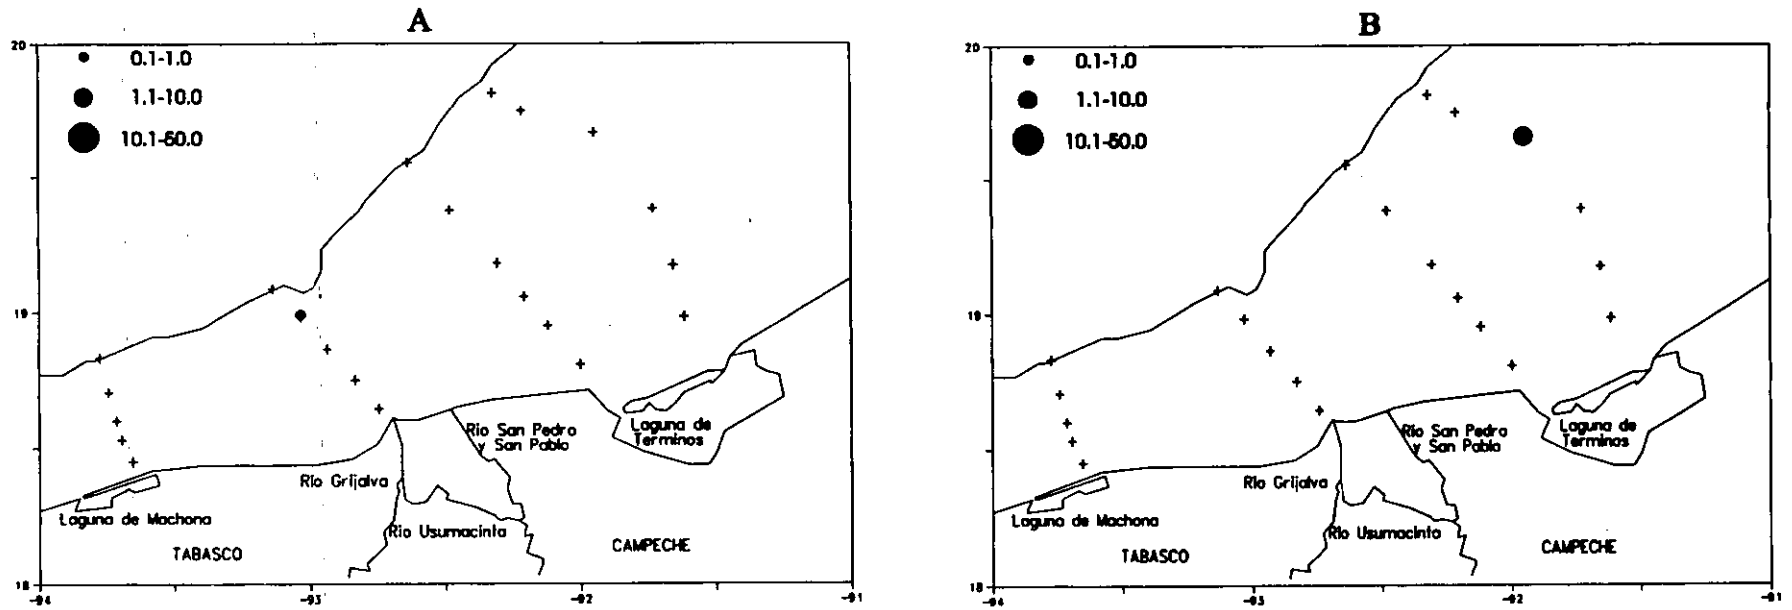 A
20
0.1-1.0
1.1-10.0
10.1-50.0
19
Rio San Pedro
y San Pablo
Laguna de
Terminos
Rio Grijalva
Laguna de Machona
Rio Usumacinta
TABASCO
CAMPECHE
18
-94
-93
-92
-91
B
20
0.1-1.0
1.1-10.0
10.1-50.0
19
Rio San Pedro
y San Pablo
Laguna de
Terminos
Rio Grijalva
Laguna de Machona
Rio Usumacinta
TABASCO
CAMPECHE
18
-94
-93
-92
-91